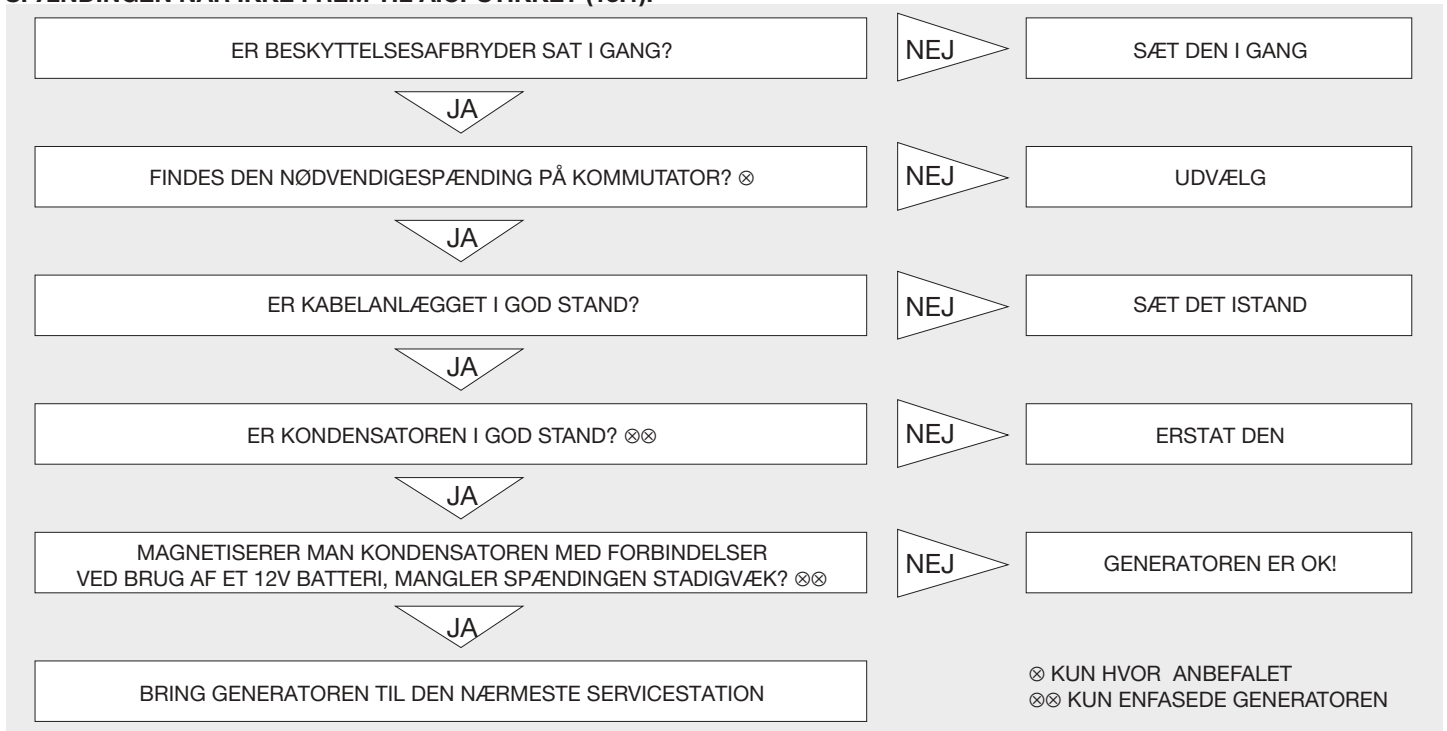 ER BESKYTTELSESAFBRYDER SAT I GANG?
NEJ
SÆT DEN I GANG
JA
FINDES DEN NØDVENDIGESPÆNDING PÅ KOMMUTATOR? ⊗
NEJ
UDVÆLG
JA
ER KABELANLÆGGET I GOD STAND?
NEJ
SÆT DET ISTAND
JA
ER KONDENSATOREN I GOD STAND? ⊗⊗
NEJ
ERSTAT DEN
JA
MAGNETISERER MAN KONDENSATOREN MED FORBINDELSER
VED BRUG AF ET 12V BATTERI, MANGLER SPÆNDINGEN STADIGVÆK? ⊗⊗
NEJ
GENERATOREN ER OK!
JA
BRING GENERATOREN TIL DEN NÆRMESTE SERVICESTATION
⊗ KUN HVOR ANBEFALET
⊗⊗ KUN ENFASEDE GENERATOREN